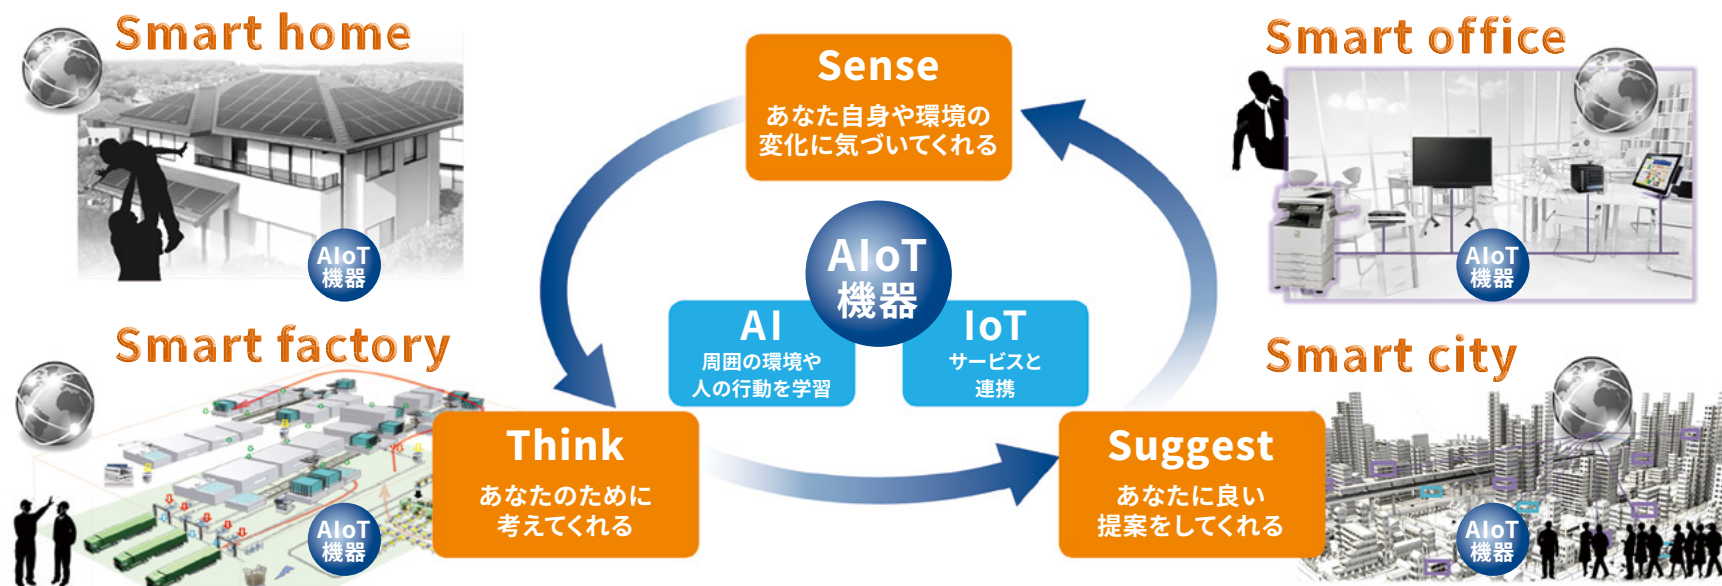 Smart home
AIoT
機器
Smart factory
AIoT
機器
Sense
あなた自身や環境の
変化に気づいてくれる
AIoT
機器
AI
周囲の環境や
人の行動を学習
IoT
サービスと
連携
Think
あなたのために
考えてくれる
Suggest
あなたに良い
提案をしてくれる
Smart office
AIoT
機器
Smart city
AIoT
機器